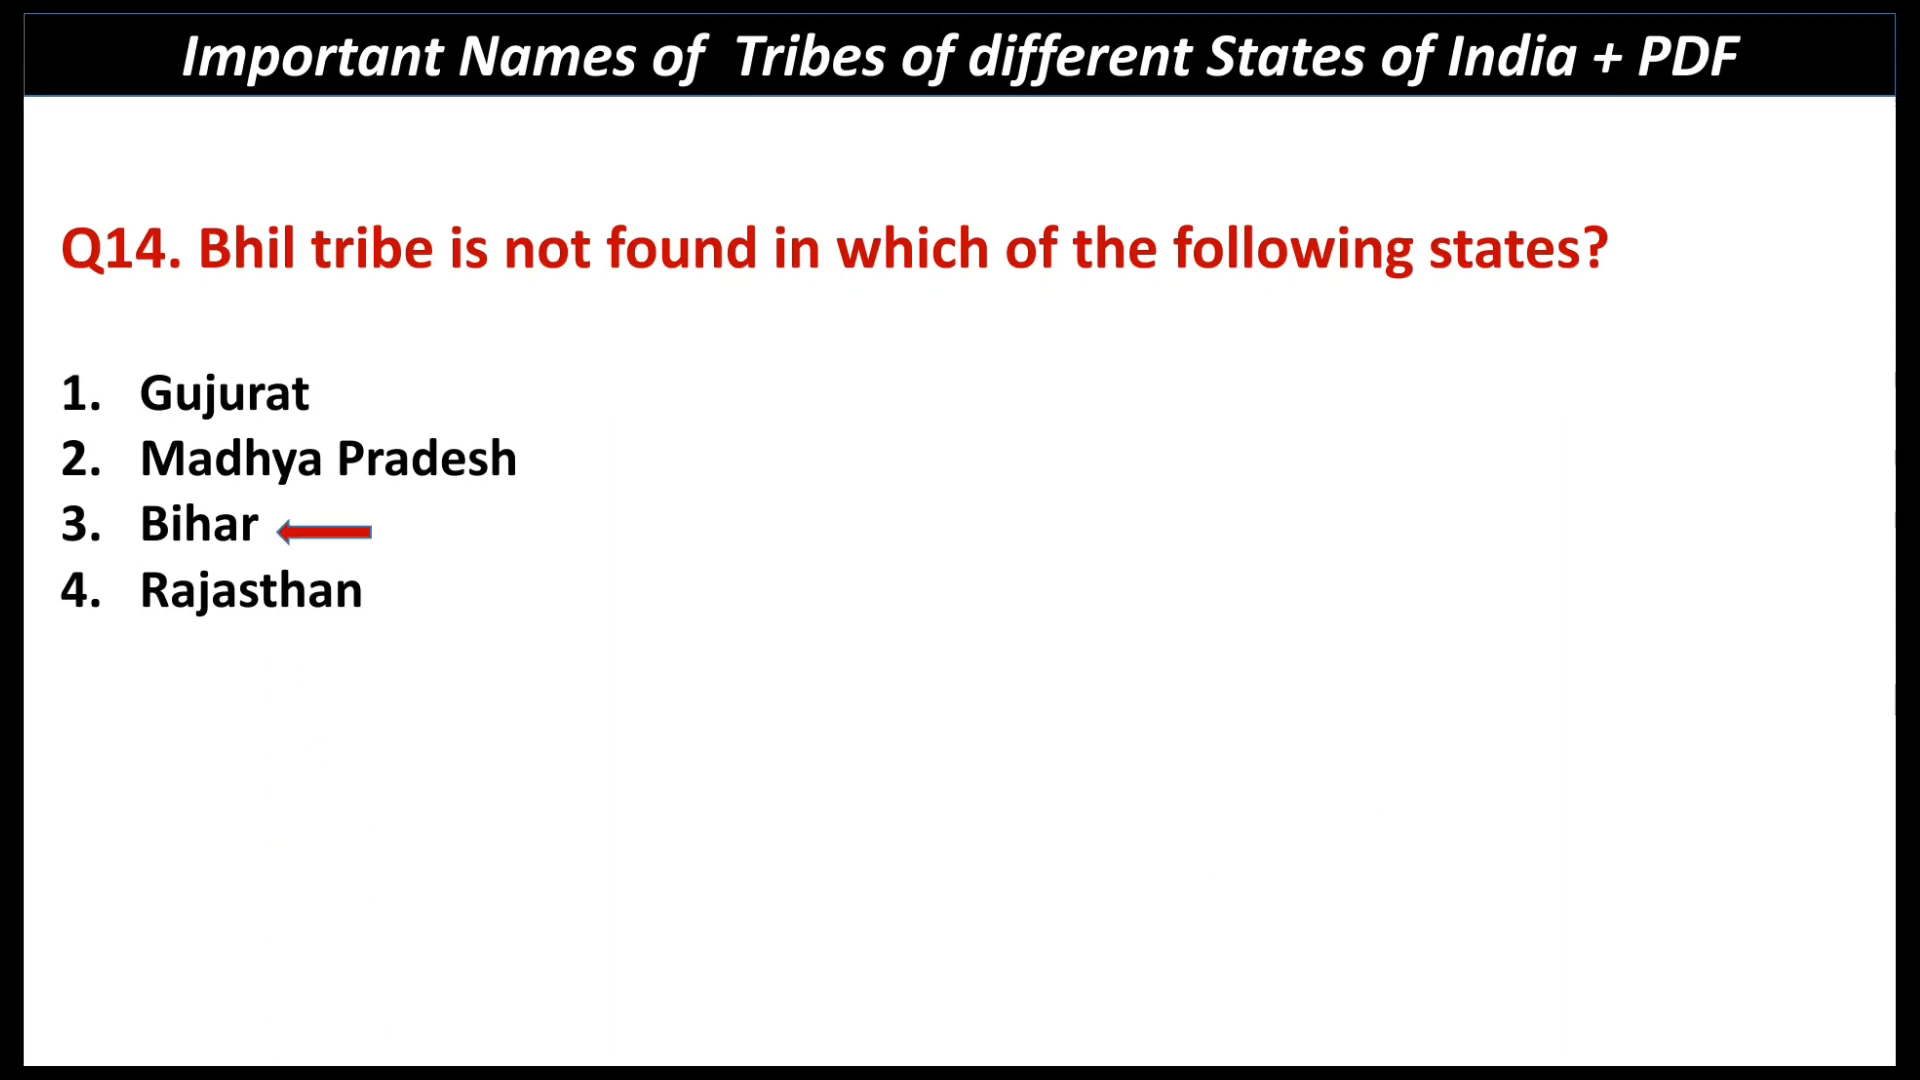 Important Names of  Tribes of different States of India + PDF
Q14. Bhil tribe is not found in which of the following states?
1. Gujurat
2. Madhya Pradesh
3. Bihar
4. Rajasthan